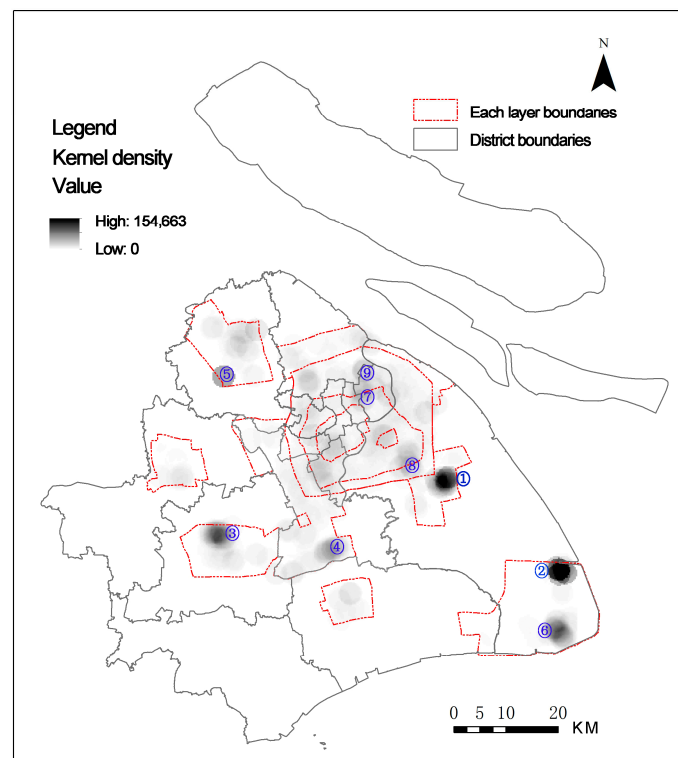 N
Each layer boundaries
District boundaries
Legend
Kernel density
Value
High: 154,663
Low: 0
⑤
⑨
⑦
⑧
①
③
④
②
⑥
0 5 10 20
KM